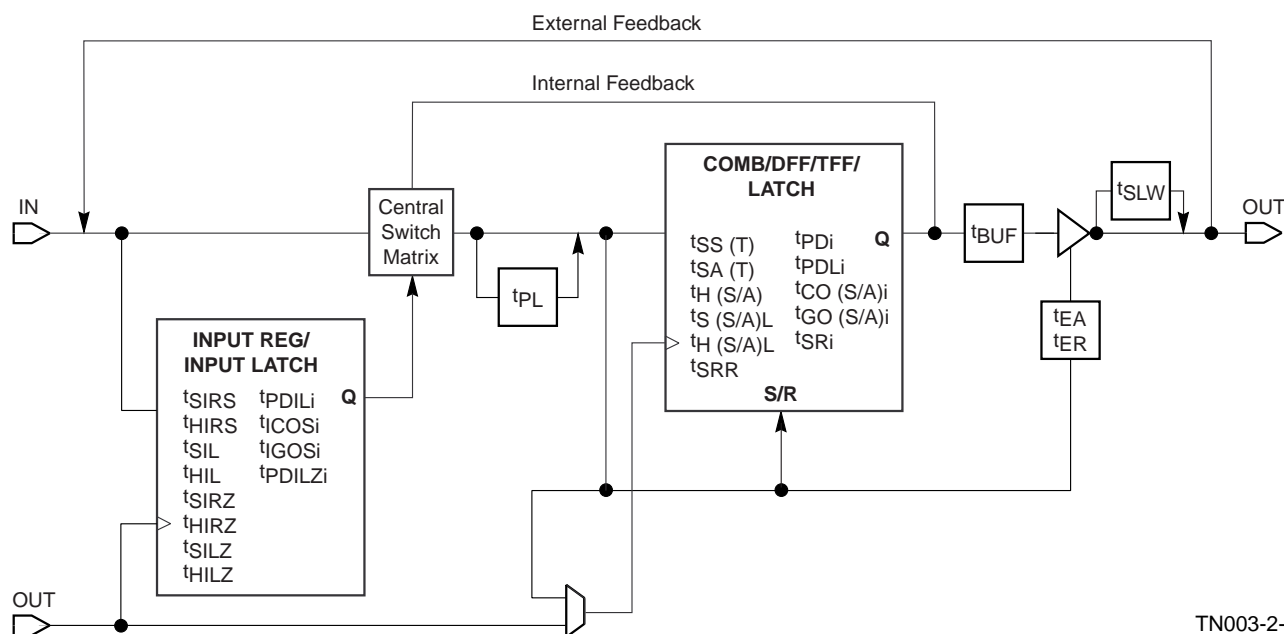 External Feedback
Internal Feedback
COMB/DFF/TFF/
LATCH
tSLW
IN
OUT
Central
Switch
Matrix
tBUF
tSS (T)
tSA (T)
tH (S/A)
tS (S/A)L
tH (S/A)L
tSRR
tPDi
tPDLi
tCO (S/A)i
tGO (S/A)i
tSRi
Q
S/R
tPL
tEA
tER
INPUT REG/
INPUT LATCH
tSIRS
tHIRS
tSIL
tHIL
tSIRZ
tHIRZ
tSILZ
tHILZ
tPDILi
tICOSi
tIGOSi
tPDILZi
Q
OUT
TN003-2-